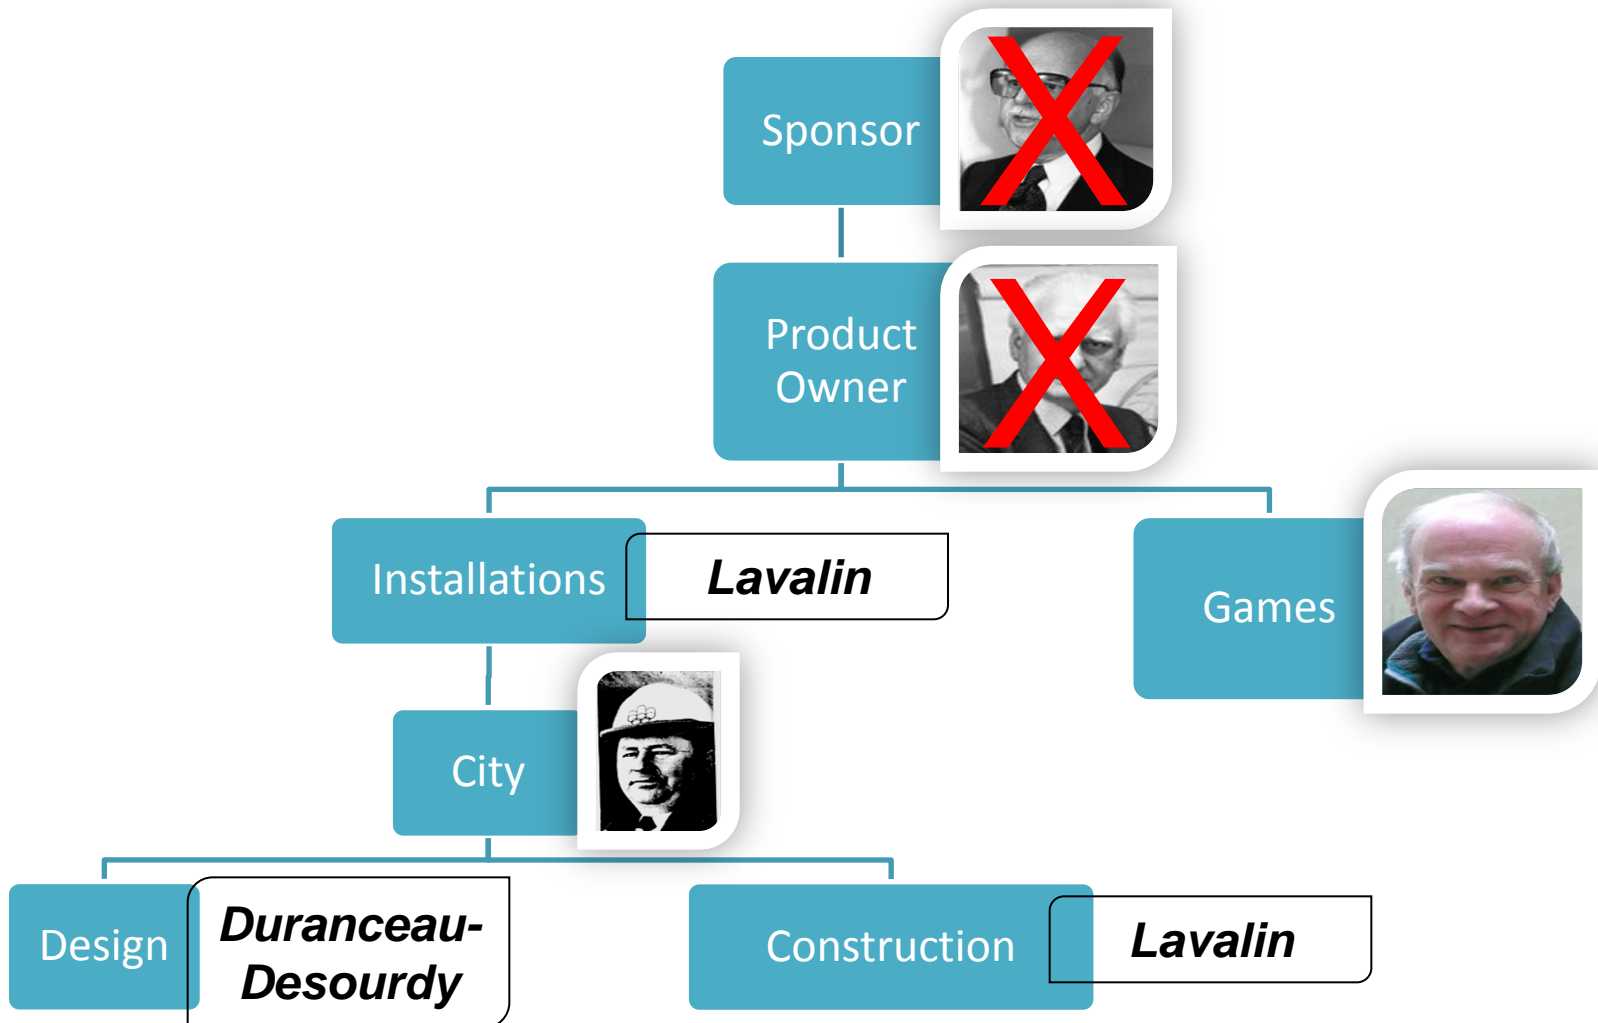 Sponsor
Product
Owner
Installations
Lavalin
Games
City
Design
Duranceau-
Desourdy
Construction
Lavalin